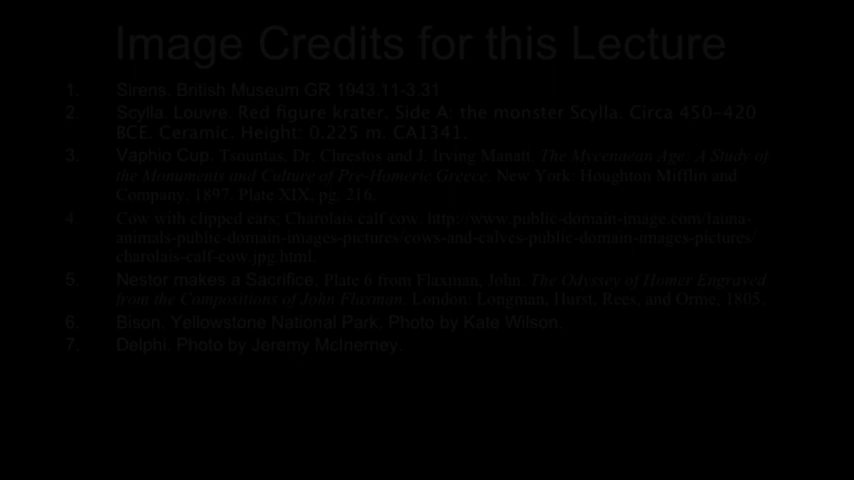 Image Credits for this Lecture
1. Sirens. British Museum GR 1943.11-3.31
2. Scylla. Louvre. Red figure krater. Side A: the monster Scylla. Circa 450–420
BCE. Ceramic. Height: 0.225 m. CA1341.
3. Vaphio Cup. Tsountas, Dr. Chrestos and J. Irving Manatt. The Mycenaean Age: A Study of
the Monuments and Culture of Pre-Homeric Greece. New York: Houghton Mifflin and
Company, 1897. Plate XIX, pg. 216.
4. Cow with clipped ears: Charolais calf cow. http://www.public-domain-image.com/fauna-
animals-public-domain-images-pictures/cows-and-calves-public-domain-images-pictures/
charolais-calf-cow.jpg.html.
5. Nestor makes a Sacrifice. Plate 6 from Flaxman, John. The Odyssey of Homer Engraved
from the Compositions of John Flaxman. London: Longman, Hurst, Rees, and Orme, 1805.
6. Bison. Yellowstone National Park. Photo by Kate Wilson.
7. Delphi. Photo by Jeremy McInerney.